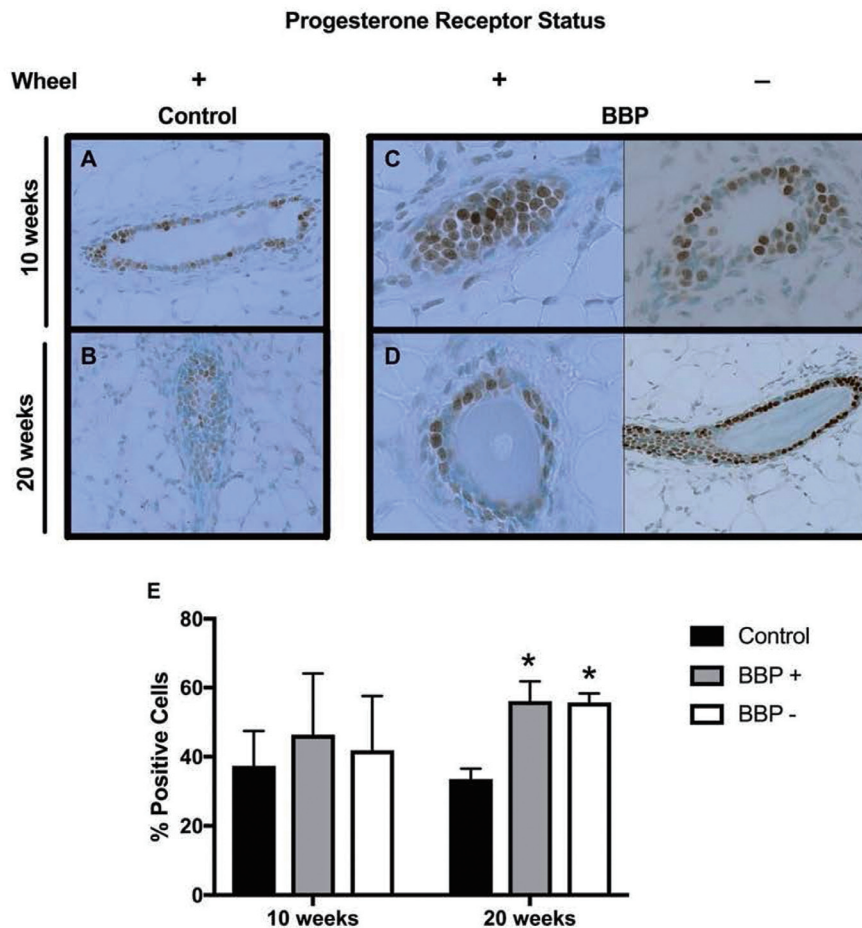 Progesterone Receptor Status
Wheel + + –
Control BBP
10 weeks
A
C
20 weeks
B
D
E
% Positive Cells
80
60
40
20
0
* *
10 weeks 20 weeks
Control
BBP +
BBP -